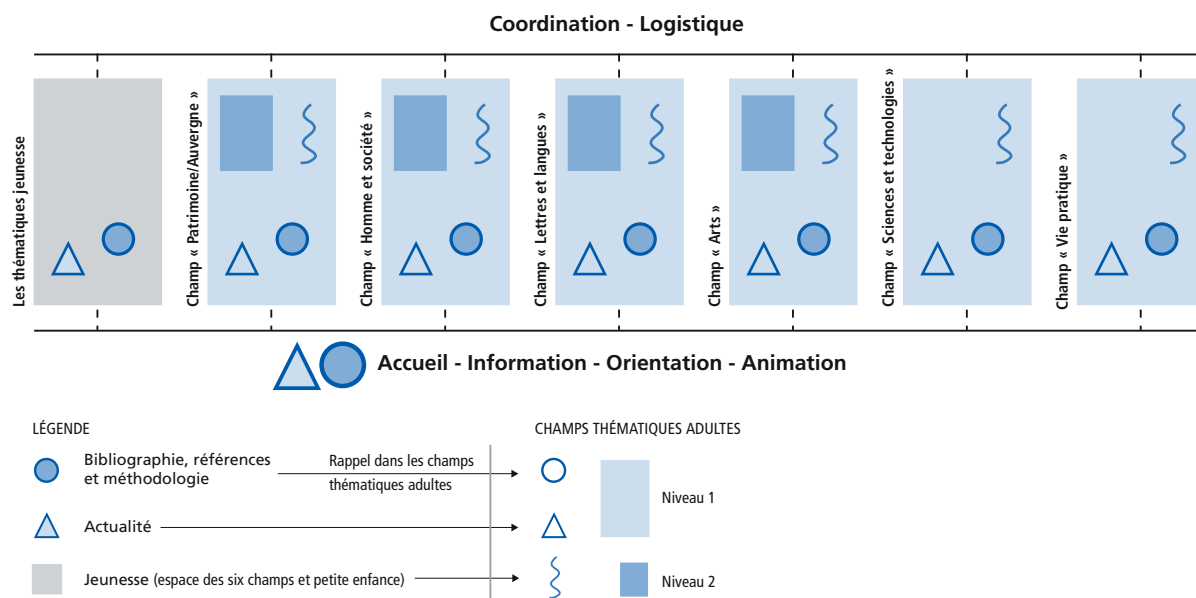 Coordination - Logistique
Les thématiques jeunesse
Champ « Patrimoine/Auvergne »
Champ « Homme et société »
Champ « Lettres et langues »
Champ « Arts »
Champ « Sciences et technologies »
Champ « Vie pratique »
Accueil - Information - Orientation - Animation
LÉGENDE
Bibliographie, références
et méthodologie
Rappel dans les champs
thématiques adultes
Actualité
Jeunesse (espace des six champs et petite enfance)
CHAMPS THÉMATIQUES ADULTES
Niveau 1
Niveau 2